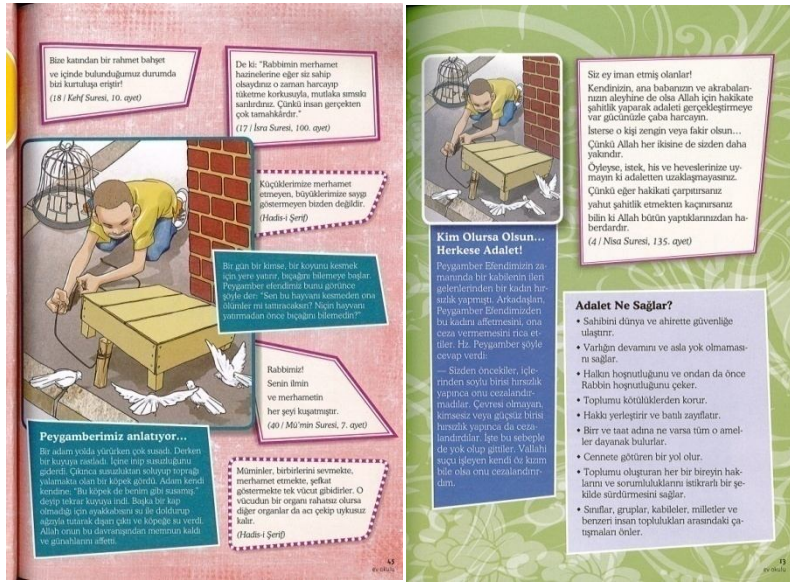 Bize katından bir rahmet bahşet
ve içinde bulunduğumuz durumda
bizi kurtuluşa eriştir!
(18 / Kehf Suresi, 10. ayet)
De ki: "Rabbimin merhamet
hazinelerine eğer siz sahip
olsaydınız o zaman harcayıp
tüketme korkusuyla, mutlaka sımsıkı
sarılırdınız. Çünkü insan gerçekten
çok tamahkârdır."
(17 / İsra Suresi, 100. ayet)
Küçüklerimize merhamet
etmeyen, büyüklerimize saygı
göstermeyen bizden değildir.
(Hadis-i Şerif)
Bir gün bir kimse, bir koyunu kesmek
için yere yatırır, bıçağını bilemeye başlar.
Peygamber efendimiz bunu görünce
şöyle der: "Sen bu hayvanı kesmeden ona
ölümler mi tattıracaksın? Niçin hayvanı
yatırmadan önce bıçağını bilemedin?"
Rabbimiz!
Senin ilmin
ve merhametin
her şeyi kuşatmıştır.
(40 / Mü'min Suresi, 7. ayet)
Peygamberimiz anlatıyor...
Bir adam yolda yürürken çok susadı. Derken
bir kuyuya rastladı. İçine inip susuzluğunu
giderdi. Çıkınca susuzluktan soluyup toprağı
yalamakta olan bir köpek gördü. Adam kendi
kendine, "Bu köpek de benim gibi susamış."
deyip tekrar kuyuya indi. Başka bir kap
olmadığı için ayakkabısını su ile doldurup
ağzıyla tutarak dışarı çıktı ve köpeğe su verdi.
Allah onun bu davranışından memnun kaldı
ve günahlarını affetti.
Müminler, birbirlerini sevmekte,
merhamet etmekte, şefkat
göstermekte tek vücut gibidirler. O
vücudun bir organı rahatsız olursa
diğer organlar da acı çekip uykusuz
kalır.
(Hadis-i Şerif)
43
Siz ey iman etmiş olanlar!
Kendinizin, ana babanızın ve akrabaları-
nızın aleyhine de olsa Allah için hakikate
şahitlik yaparak adaleti gerçekleştirmeye
var gücünüzle çaba harcayın.
İsterse o kişi zengin veya fakir olsun...
Çünkü Allah her ikisine de sizden daha
yakındır.
Öyleyse, istek, his ve heveslerinize uy-
mayın ki adaletten uzaklaşmayasınız.
Çünkü eğer hakikati çarpıtırsanız
yahut şahitlik etmekten kaçınırsanız
bilin ki Allah bütün yaptıklarınızdan ha-
berdardır.
(4 / Nisa Suresi, 135. ayet)
Kim Olursa Olsun...
Herkese Adalet!
Peygamber Efendimizin za-
manında bir kabilenin ileri
gelenlerinden bir kadın hır-
sızlık yapmıştı. Arkadaşları,
Peygamber Efendimizden
bu kadını affetmesini, ona
ceza vermemesini rica et-
tiler. Hz. Peygamber şöyle
cevap verdi:
— Sizden öncekiler, içle-
rinden soylu birisi hırsızlık
yapınca onu cezalandır-
madılar. Çevresi olmayan,
kimsesiz veya güçsüz birisi
hırsızlık yapınca da ceza-
landırdılar. İşte bu sebeple
de yok olup gittiler. Vallahi
suçu işleyen kendi öz kızım
bile olsa onu cezalandırır-
dım.
Adalet Ne Sağlar?
• Sahibini dünya ve ahirette güvenliğe
ulaştırır.
• Varlığın devamını ve asla yok olmaması-
nı sağlar.
• Halkın hoşnutluğunu ve ondan da önce
Rabbin hoşnutluğunu çeker.
• Toplumu kötülüklerden korur.
• Hakkı yerleştirir ve batılı zayıflatır.
• Birr ve taat adına ne varsa tüm o amel-
ler dayanak bulurlar.
• Cennete götüren bir yol olur.
• Toplumu oluşturan her bir bireyin hak-
larını ve sorumluluklarını istikrarlı bir şe-
kilde sürdürmesini sağlar.
• Sınıflar, gruplar, kabileler, milletler ve
benzeri insan toplulukları arasındaki ça-
tışmaları önler.
13